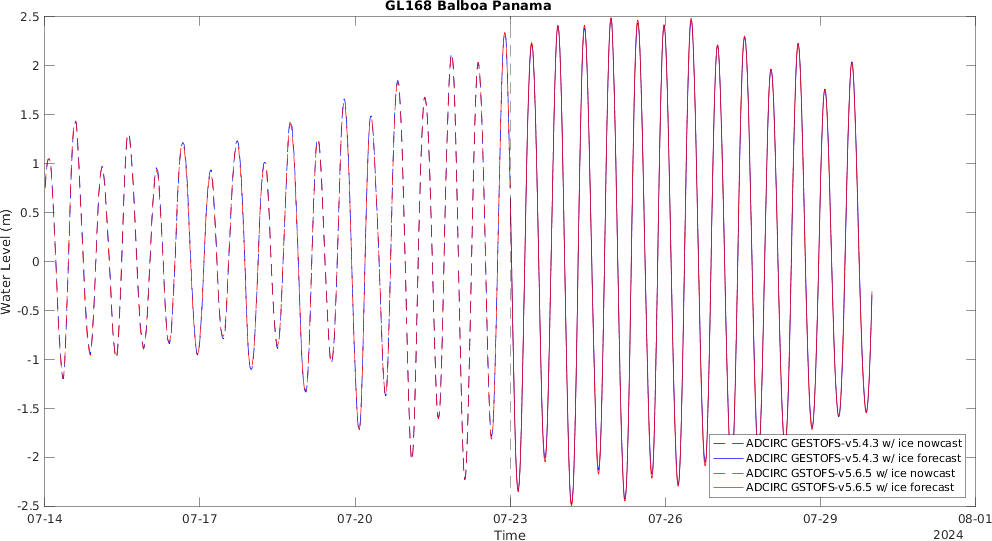 GL168 Balboa Panama
Water Level (m)
2.5
2
1.5
1
0.5
0
-0.5
-1
-1.5
-2
-2.5
07-14
07-17
07-20
07-23
07-26
07-29
08-01
Time
2024
ADCIRC GESTOFS-v5.4.3 w/ ice nowcast
ADCIRC GESTOFS-v5.4.3 w/ ice forecast
ADCIRC GSTOFS-v5.6.5 w/ ice nowcast
ADCIRC GSTOFS-v5.6.5 w/ ice forecast